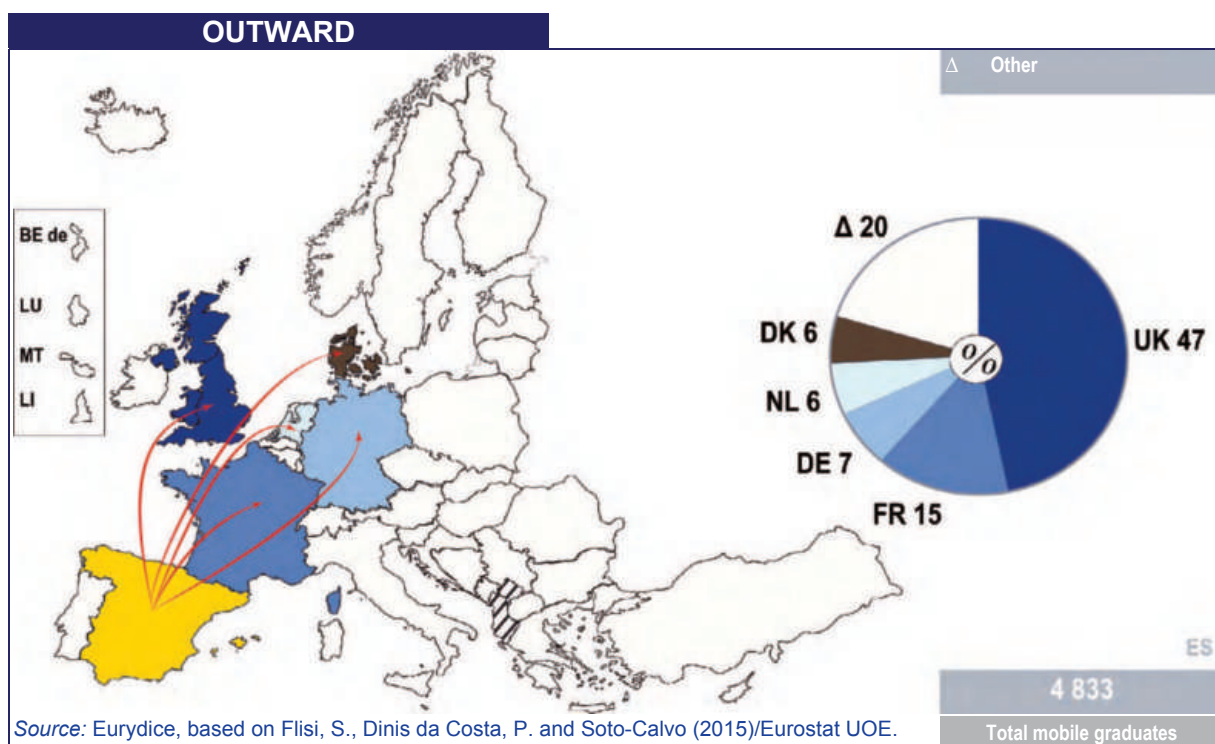 OUTWARD
Δ Other
BE de
LU
MT
LI
Δ 20
DK 6
NL 6
DE 7
FR 15
UK 47
%
ES
4 833
Total mobile graduates
Source: Eurydice, based on Flisi, S., Dinis da Costa, P. and Soto-Calvo (2015)/Eurostat UOE.